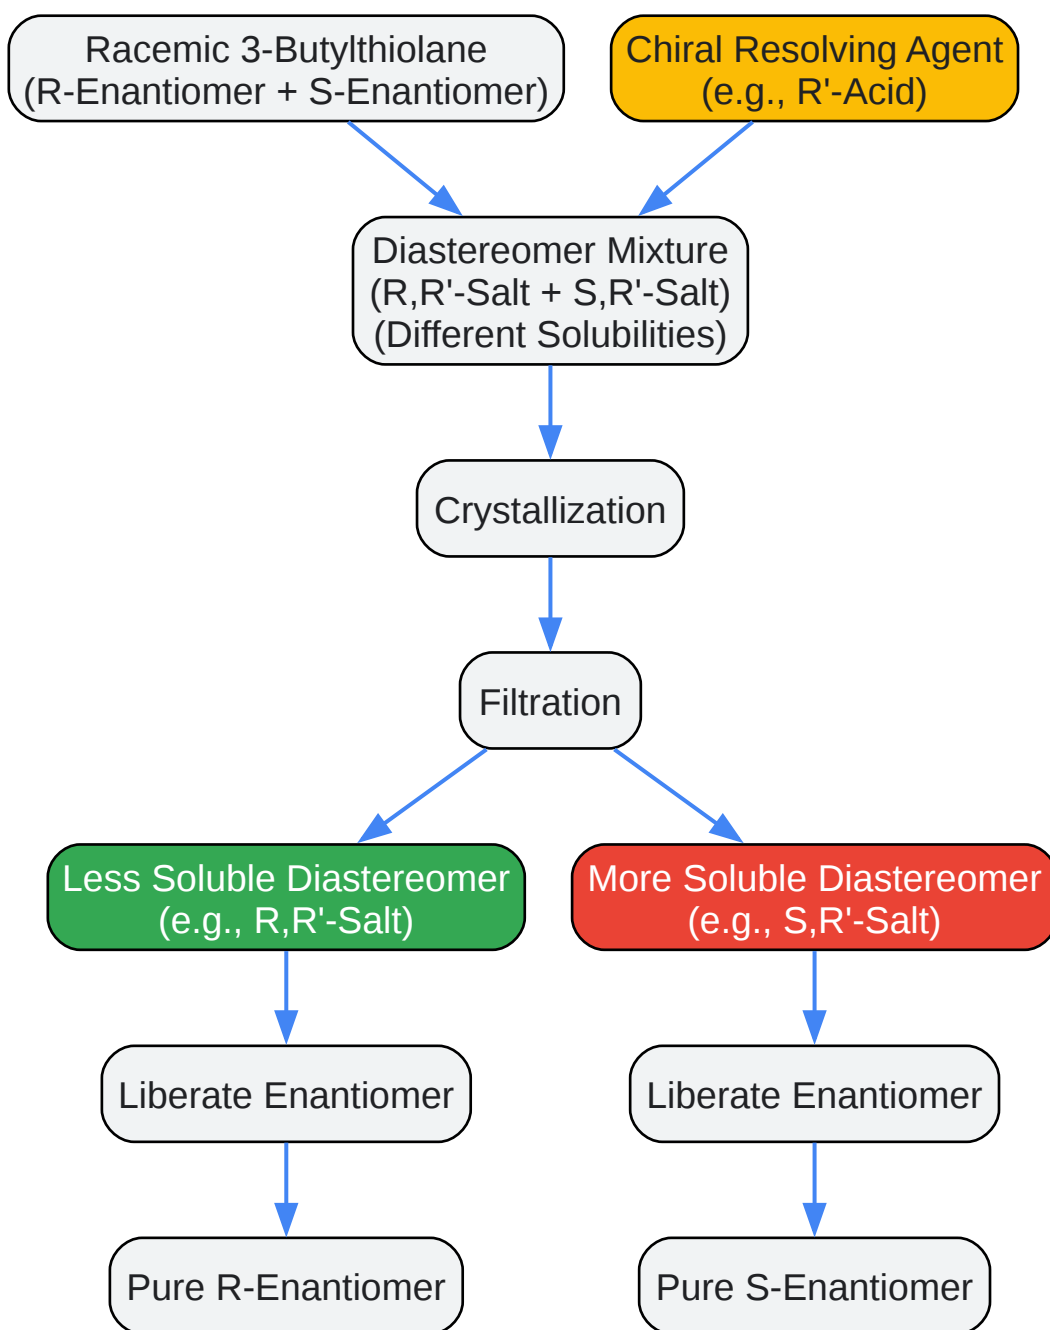 Racemic 3-Butylthiolane
(R-Enantiomer + S-Enantiomer)
Chiral Resolving Agent
(e.g., R'-Acid)
Diastereomer Mixture
(R,R'-Salt + S,R'-Salt)
(Different Solubilities)
Crystallization
Filtration
Less Soluble Diastereomer
(e.g., R,R'-Salt)
More Soluble Diastereomer
(e.g., S,R'-Salt)
Liberate Enantiomer
Liberate Enantiomer
Pure R-Enantiomer
Pure S-Enantiomer